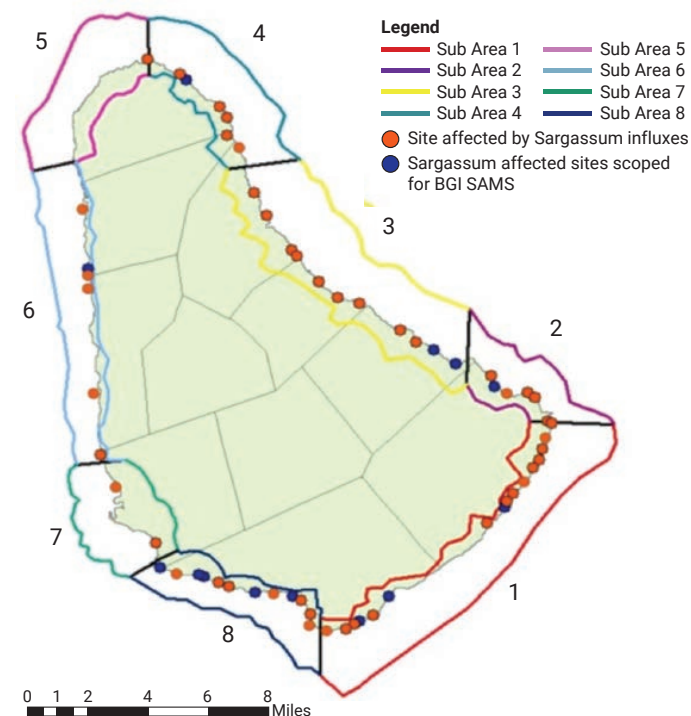 5
4
Legend
Sub Area 1
Sub Area 5
Sub Area 2
Sub Area 6
Sub Area 3
Sub Area 7
Sub Area 4
Sub Area 8
Site affected by Sargassum influxes
Sargassum affected sites scoped
for BGI SAMS
3
6
2
7
1
8
0 1 2 4 6 8
Miles